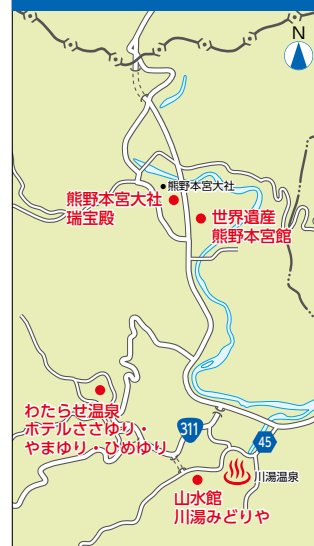 N
熊野本宮大社
熊野本宮大社
瑞宝殿
世界遺産
熊野本宮館
わたらせ温泉
ホテルささゆり・
やまゆり・ひめゆり
311
45
川湯温泉
山水館
川湯みどりや